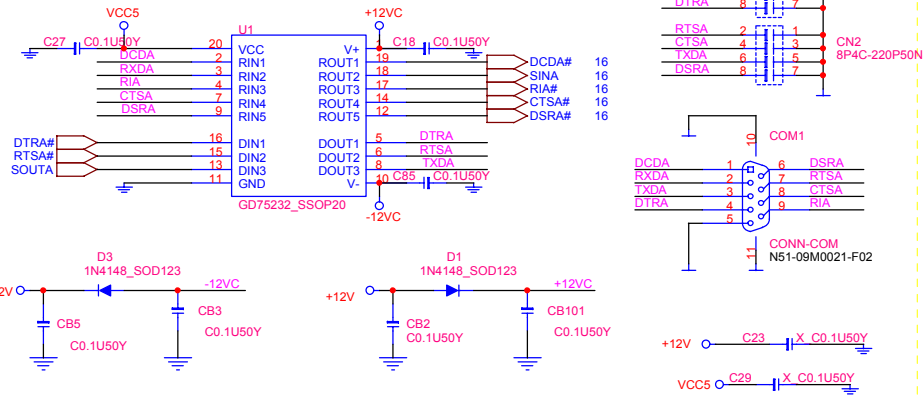 VCC5
+12VC
DTRA 8 7
U1
C27 C0.1U50Y 20 VCC V+ 1 C18 C0.1U50Y
DCDA 2 RIN1 ROUT1 19 DCDA# 16
RXDA 3 RIN2 ROUT2 18 SINA 16
RIA 4 RIN3 ROUT3 17 RIA# 16
CTSA 7 RIN4 ROUT4 14 CTSA# 16
DSRA 9 RIN5 ROUT5 12 DSRA# 16
RTSA 2 1
CTSA 4 3
TXDA 6 5
DSRA 8 7
CN2
8P4C-220P50N
DTRA# 16 DIN1 DOUT1 5 DTRA
RTSA# 15 DIN2 DOUT2 6 RTSA
SOUTA 13 DIN3 DOUT3 8 TXDA
11 GND V- 10 C85 C0.1U50Y
GD75232_SSOP20
-12VC
10 COM1
DCDA 1 6 DSRA
RXDA 2 7 RTSA
TXDA 3 8 CTSA
DTRA 4 9 RIA
5
11 CONN-COM
N51-09M0021-F02
D3
1N4148_SOD123
2V -12VC
CB5
C0.1U50Y
CB3
C0.1U50Y
D1
1N4148_SOD123
+12V +12VC
CB2
C0.1U50Y
CB101
C0.1U50Y
+12V C23 X_C0.1U50Y
VCC5 C29 X_C0.1U50Y